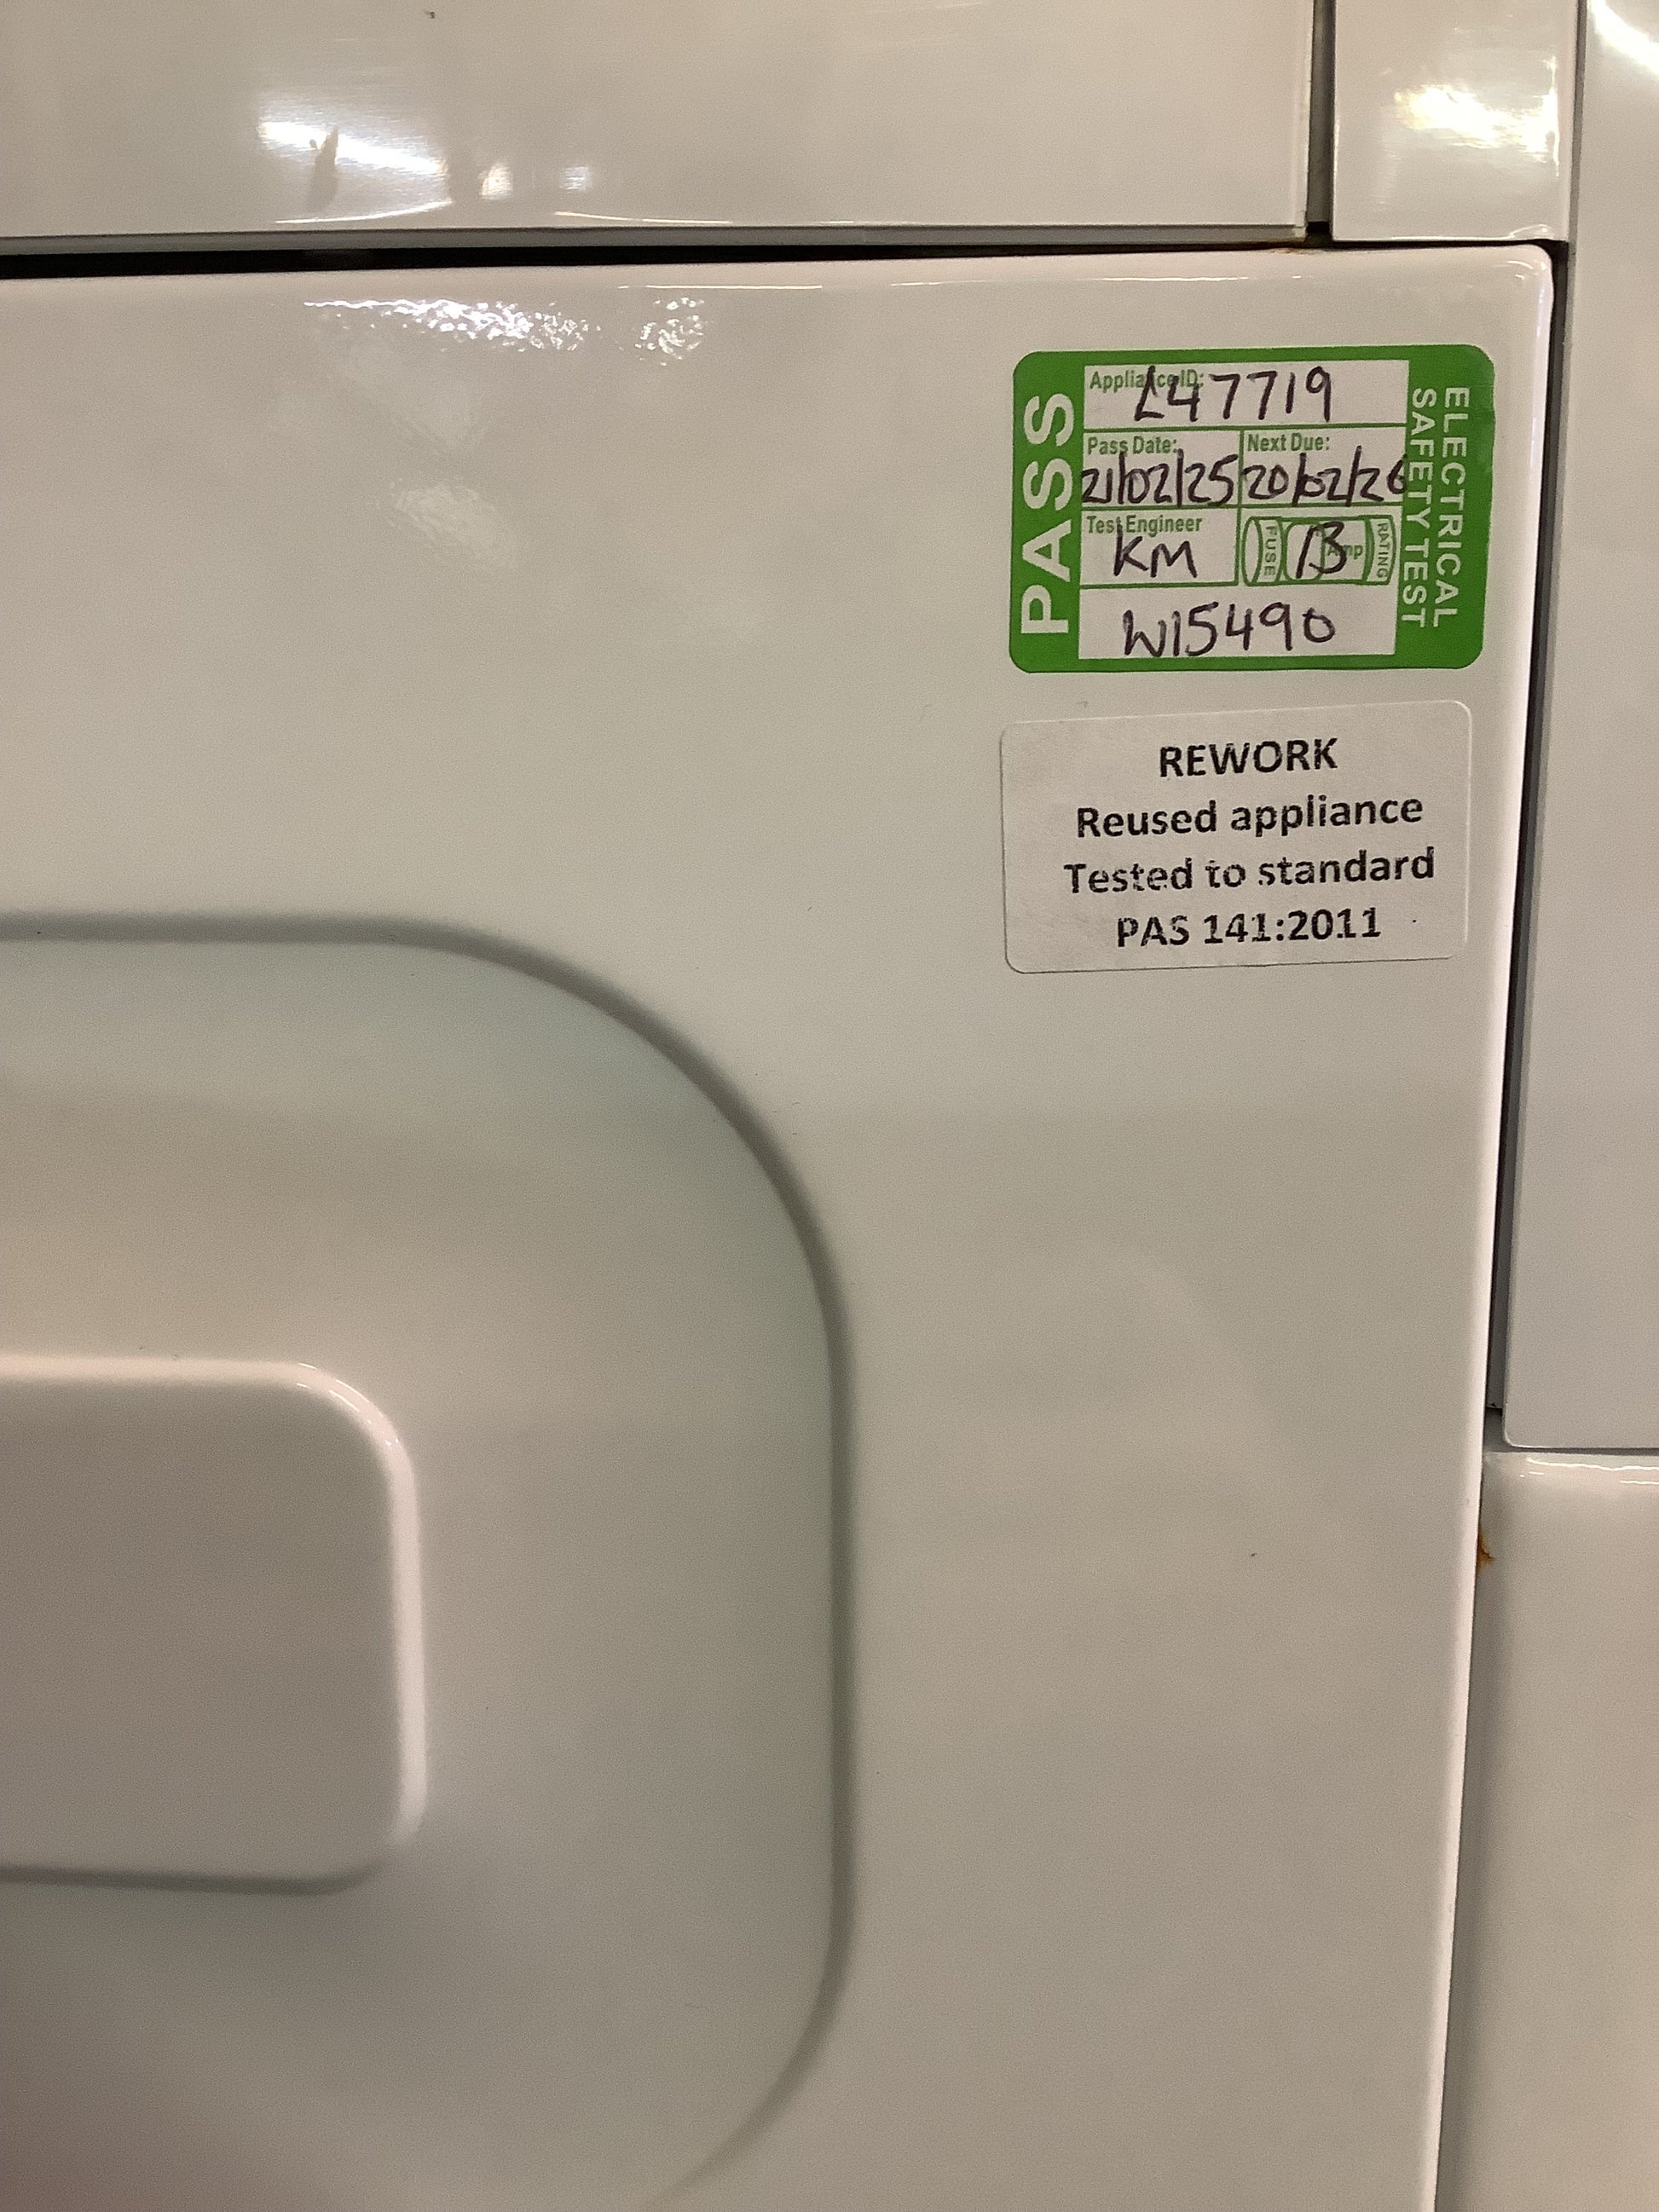 PASS
Appliance ID:
L47719
Pass Date:
Next Due:
21/02/25
20/02/26
Test Engineer
KM
FUSE
13
Amp
RATING
W15490
ELECTRICAL
SAFETY TEST
REWORK
Reused appliance
Tested to standard
PAS 141:2011